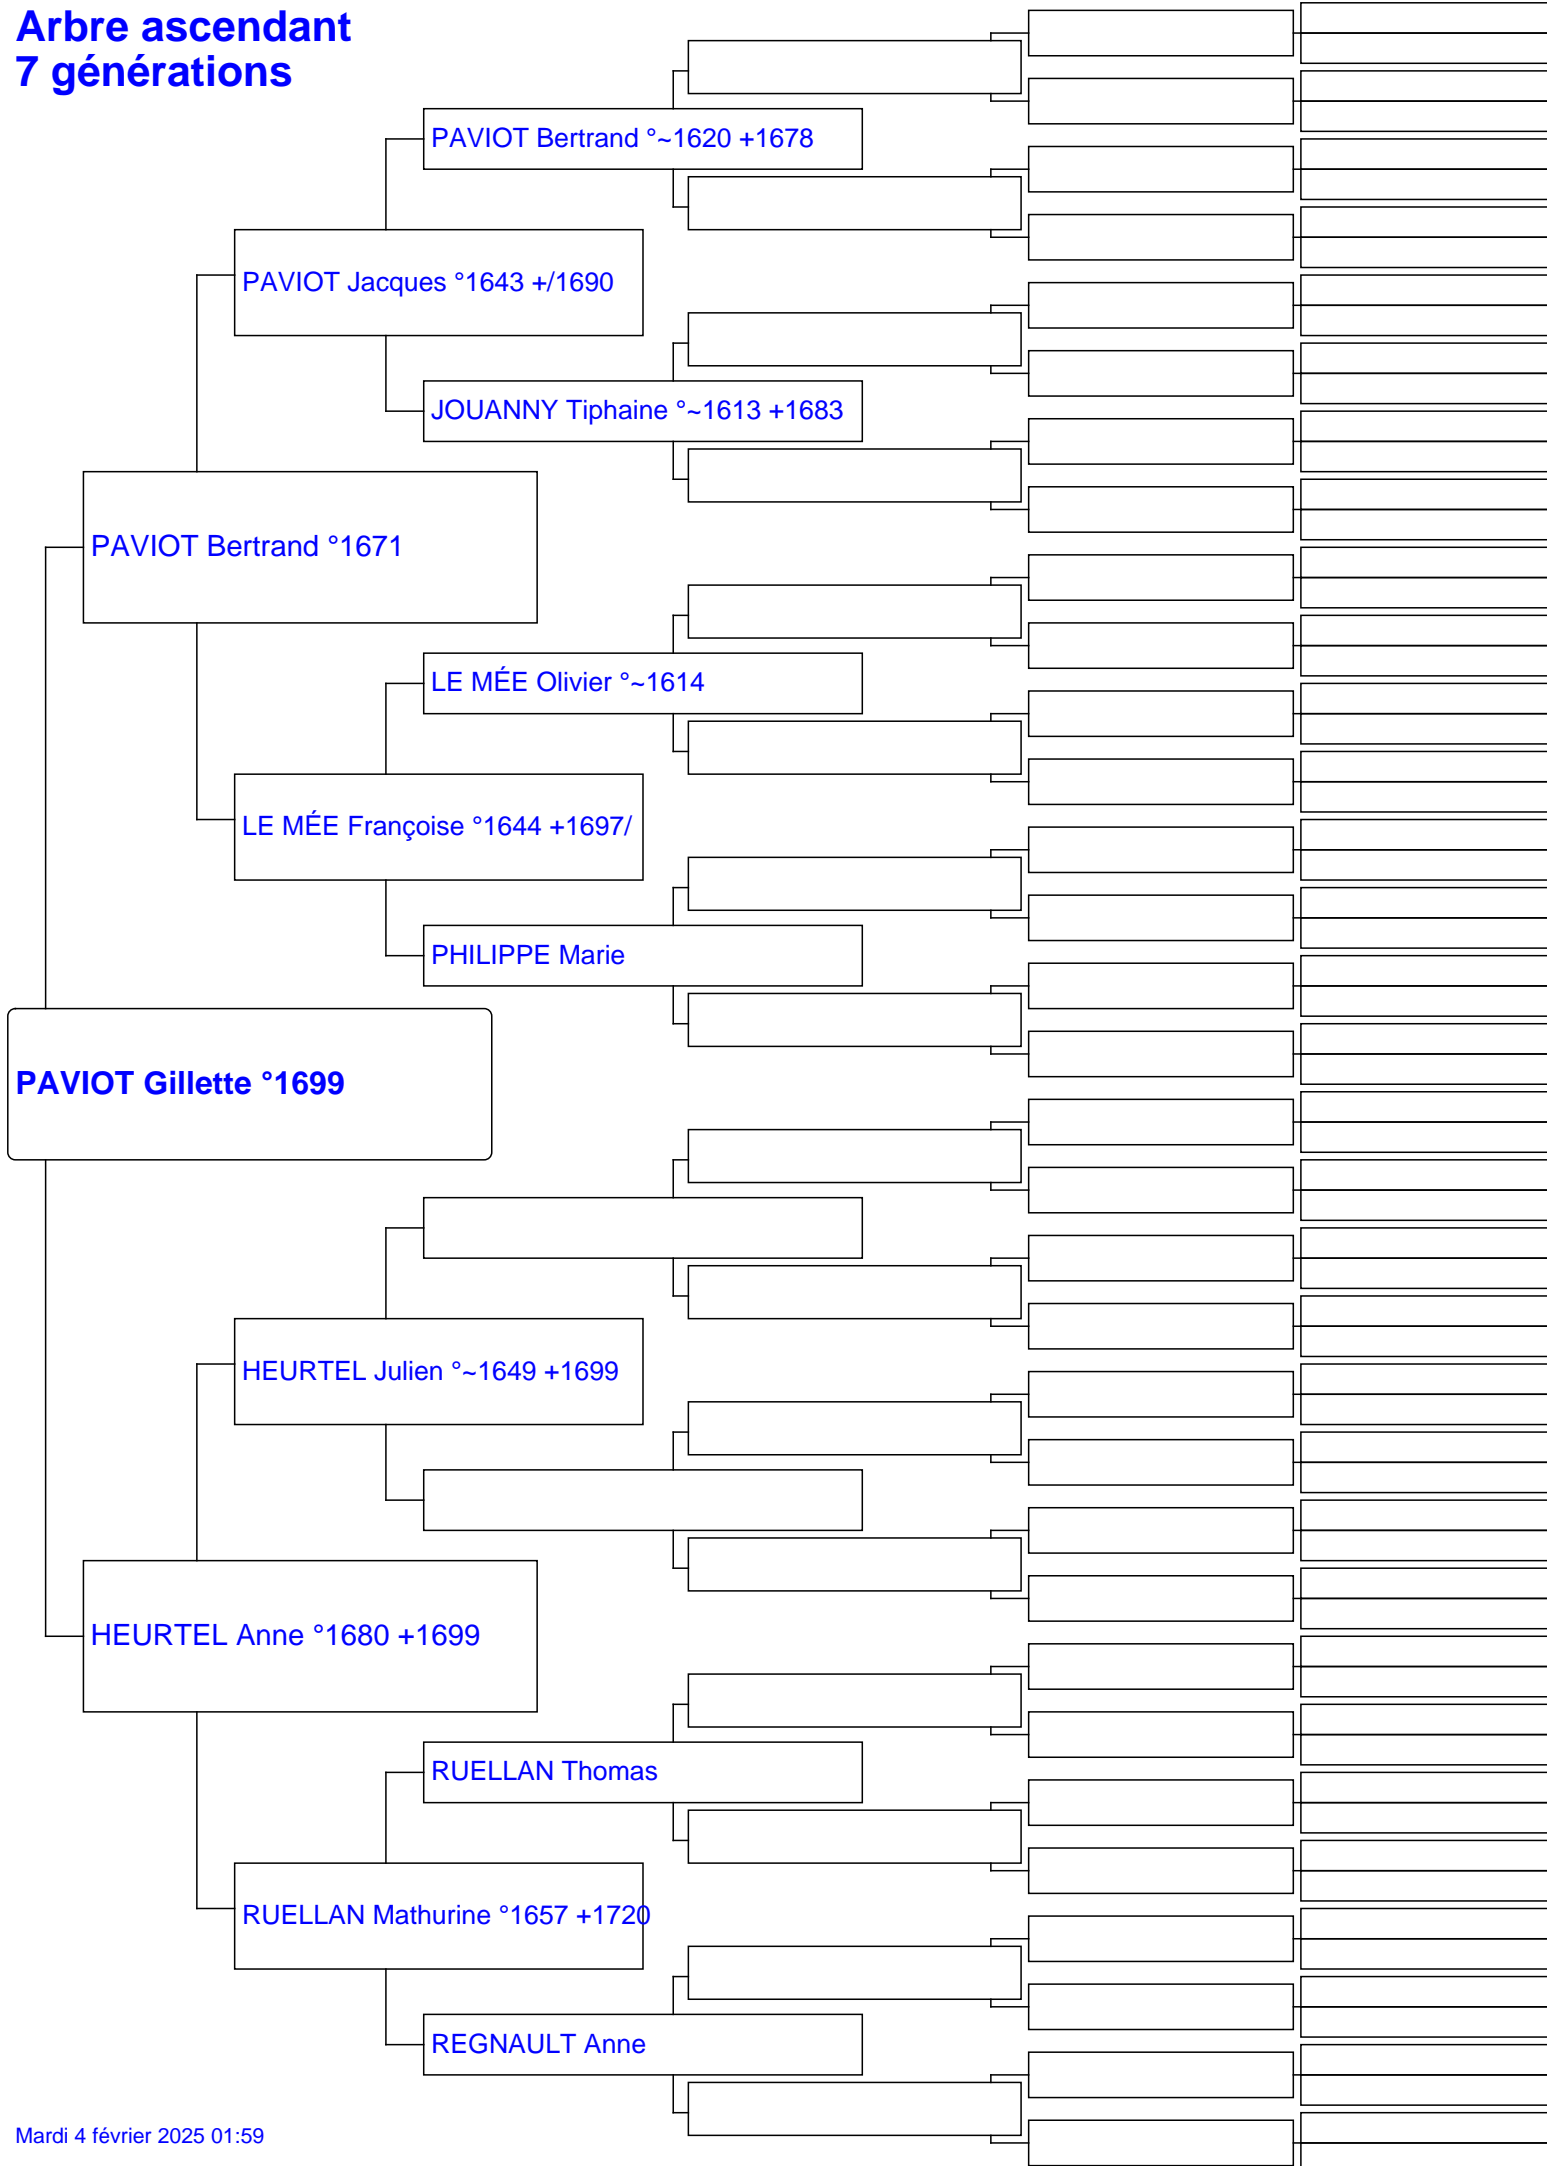 Arbre ascendant
7 générations
PAVIOT Bertrand °~1620 +1678
PAVIOT Jacques °1643 +/1690
JOUANNY Tiphaine °~1613 +1683
PAVIOT Bertrand °1671
LE MÉE Olivier °~1614
LE MÉE Françoise °1644 +1697/
PHILIPPE Marie
PAVIOT Gillette °1699
HEURTEL Julien °~1649 +1699
HEURTEL Anne °1680 +1699
RUELLAN Thomas
RUELLAN Mathurine °1657 +1720
REGNAULT Anne
Mardi 4 février 2025 01:59